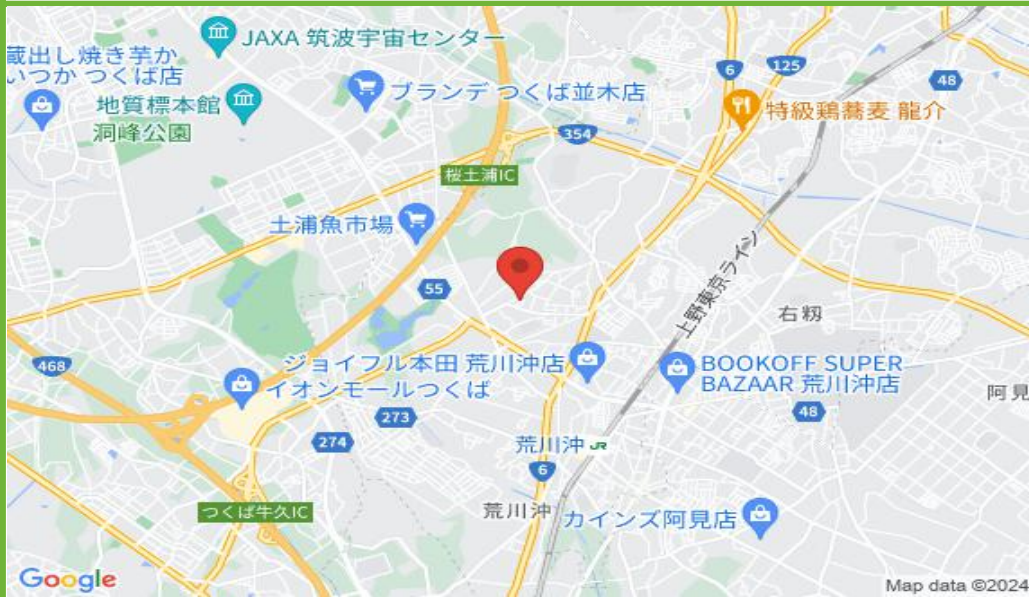 JAXA 筑波宇宙センター
蔵出し焼き芋か
いつか つくば店
地質標本館
洞峰公園
ブランデ つくば並木店
6
125
48
特級鶏蕎麦 龍介
354
桜土浦IC
土浦魚市場
55
上野東京ライン
右籾
468
ジョイフル本田 荒川沖店
イオンモールつくば
BOOKOFF SUPER
BAZAAR 荒川沖店
阿見
48
273
274
荒川沖 JR
6
つくば牛久IC
荒川沖
カインズ阿見店
Google
Map data ©2024